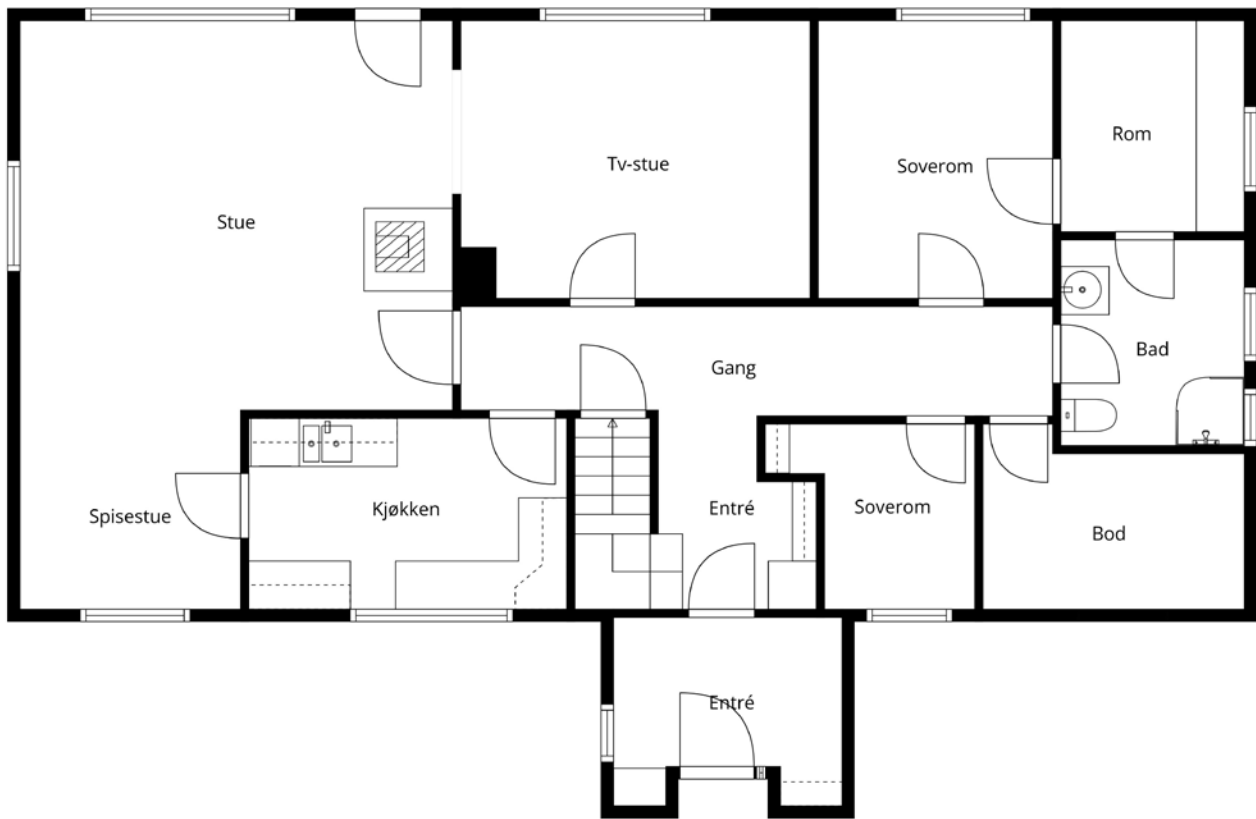 Rom
Tv-stue
Soverom
Stue
Bad
Gang
Kjøkken
Spisestue
Entré
Soverom
Bod
Entré